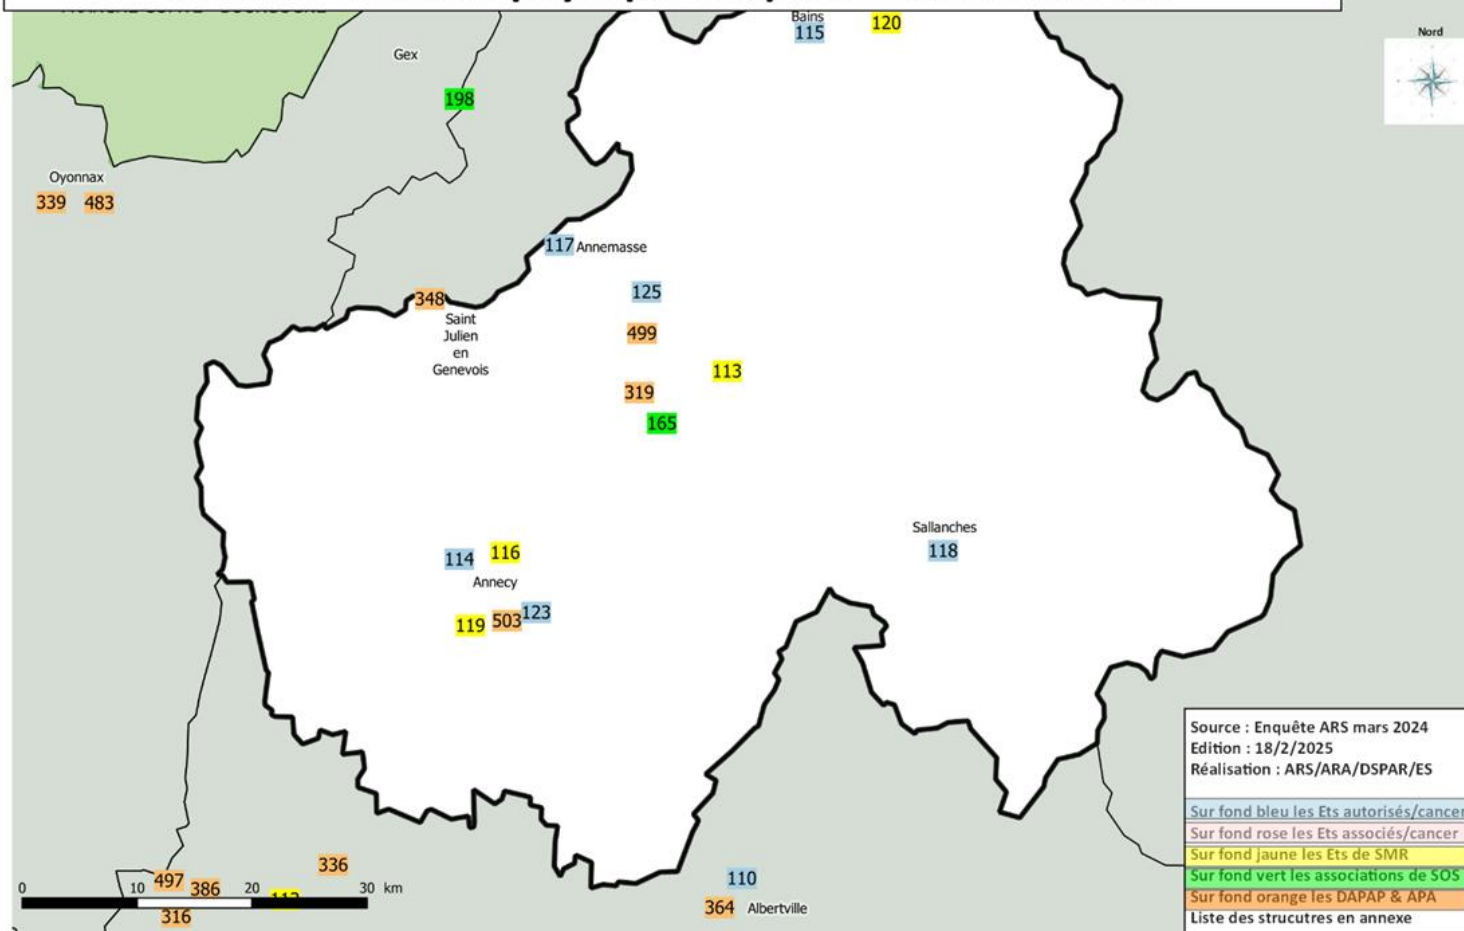 FRANCHE-COMTE - BOURGOGNE
Bains
115
120
Nord
Gex
198
Oyonnax
339 483
117 Annemasse
125
348
Saint
Julien
en
Genevois
499
113
319
165
Sallanches
118
114 116
Annecy
119 503 123
Source : Enquête ARS mars 2024
Edition : 18/2/2025
Réalisation : ARS/ARA/DSPAR/ES
Sur fond bleu les Ets autorisés/cancer
Sur fond rose les Ets associés/cancer
Sur fond jaune les Ets de SMR
Sur fond vert les associations de SOS
Sur fond orange les DAPAP & APA
Liste des strucutres en annexe
336
497
386
316
0 10 20 30 km
110
364 Albertville